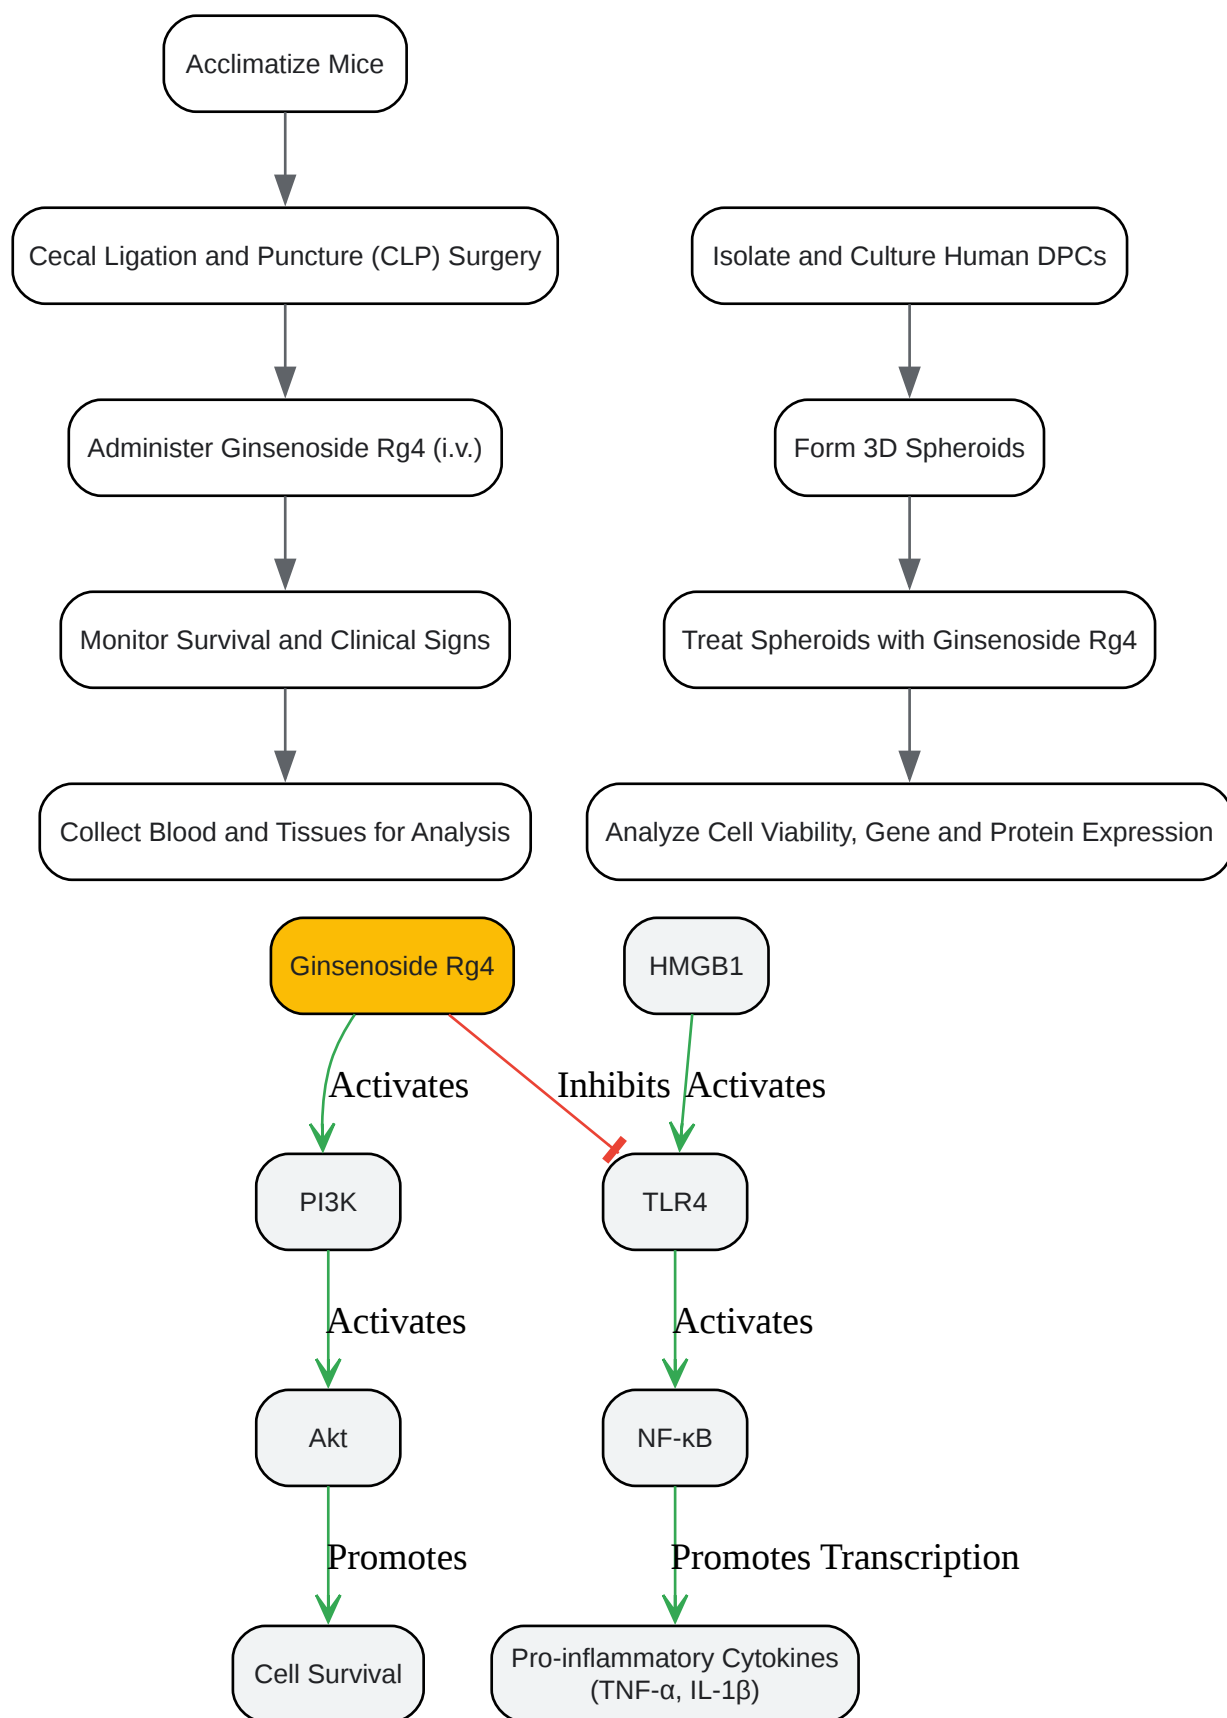 Acclimatize Mice
Cecal Ligation and Puncture (CLP) Surgery
Isolate and Culture Human DPCs
Administer Ginsenoside Rg4 (i.v.)
Form 3D Spheroids
Monitor Survival and Clinical Signs
Treat Spheroids with Ginsenoside Rg4
Collect Blood and Tissues for Analysis
Analyze Cell Viability, Gene and Protein Expression
Ginsenoside Rg4
HMGB1
Activates
Inhibits
Activates
PI3K
TLR4
Activates
Activates
Akt
NF-κB
Promotes
Promotes Transcription
Cell Survival
Pro-inflammatory Cytokines
(TNF-α, IL-1β)